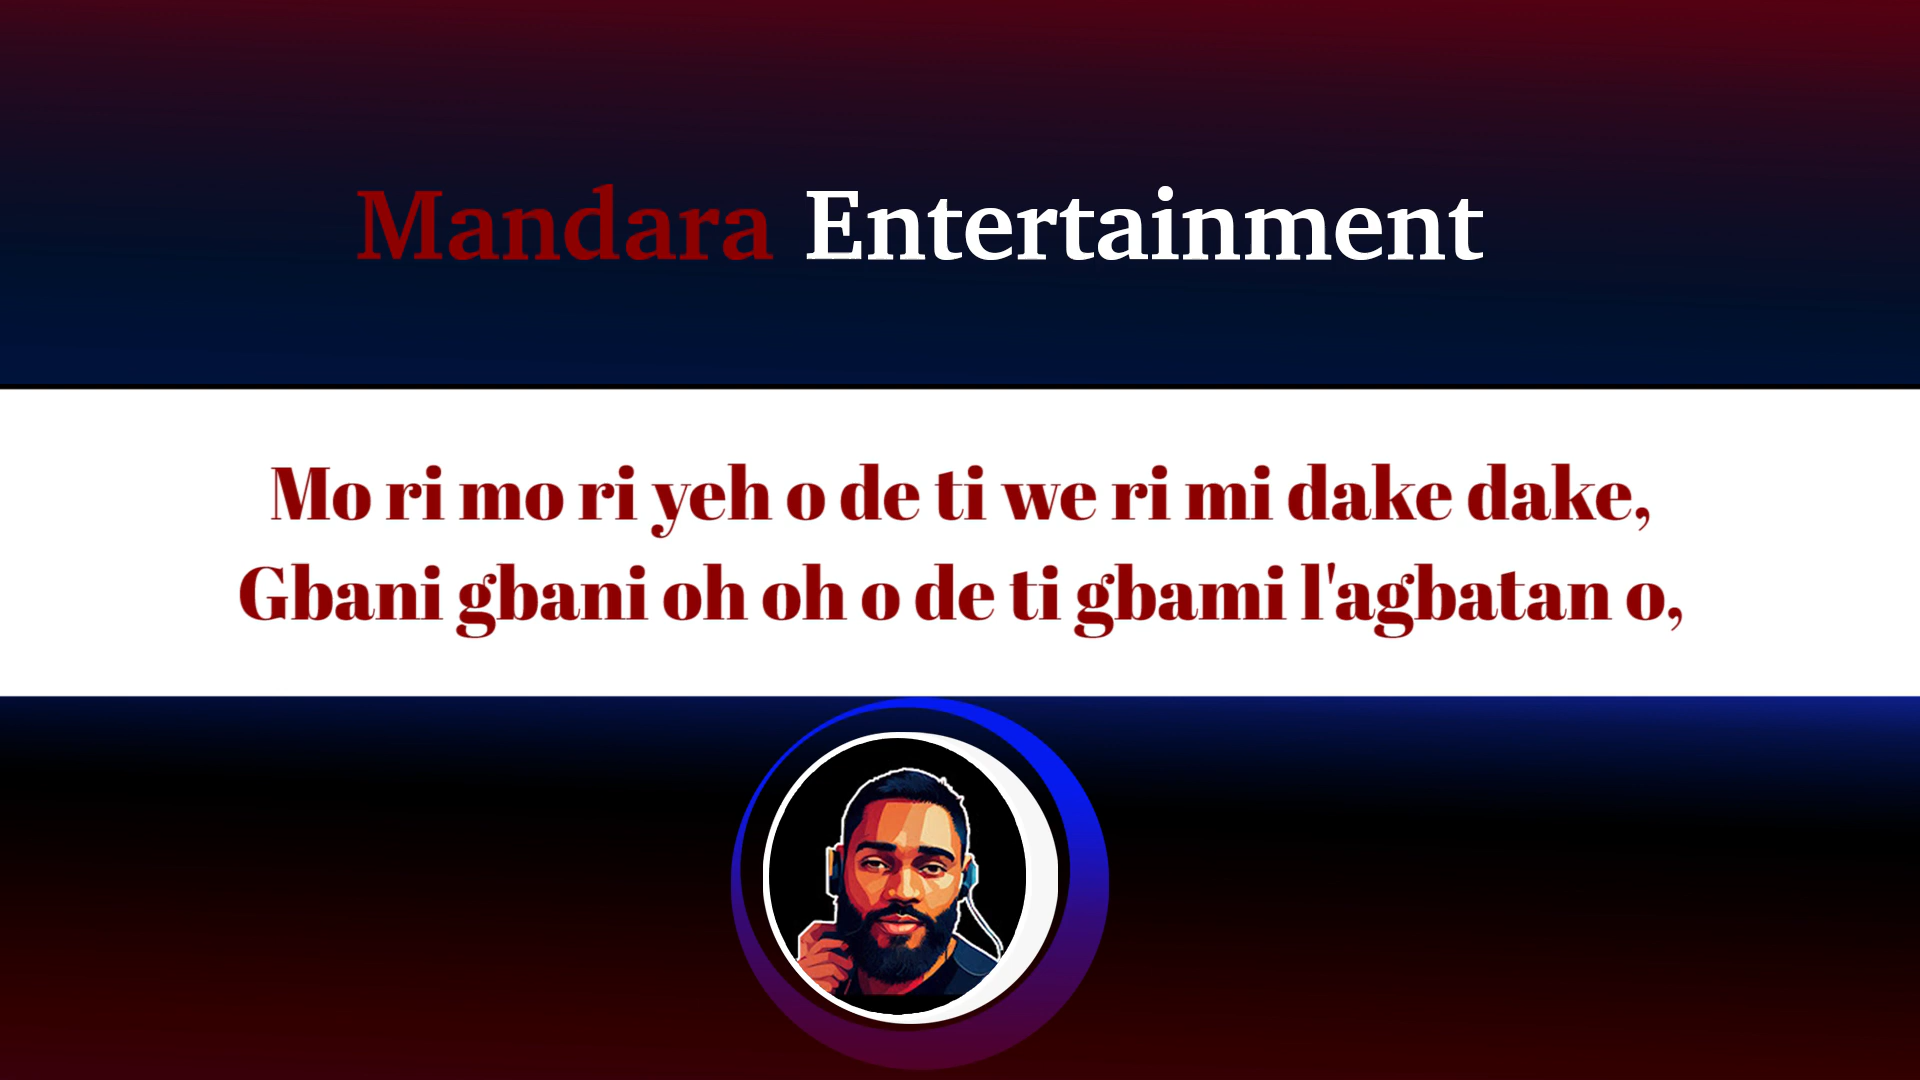 Mandara Entertainment
Mo ri mo ri yeh o de ti we ri mi dake dake,
Gbani gbani oh oh o de ti gbami l'agbatan o,